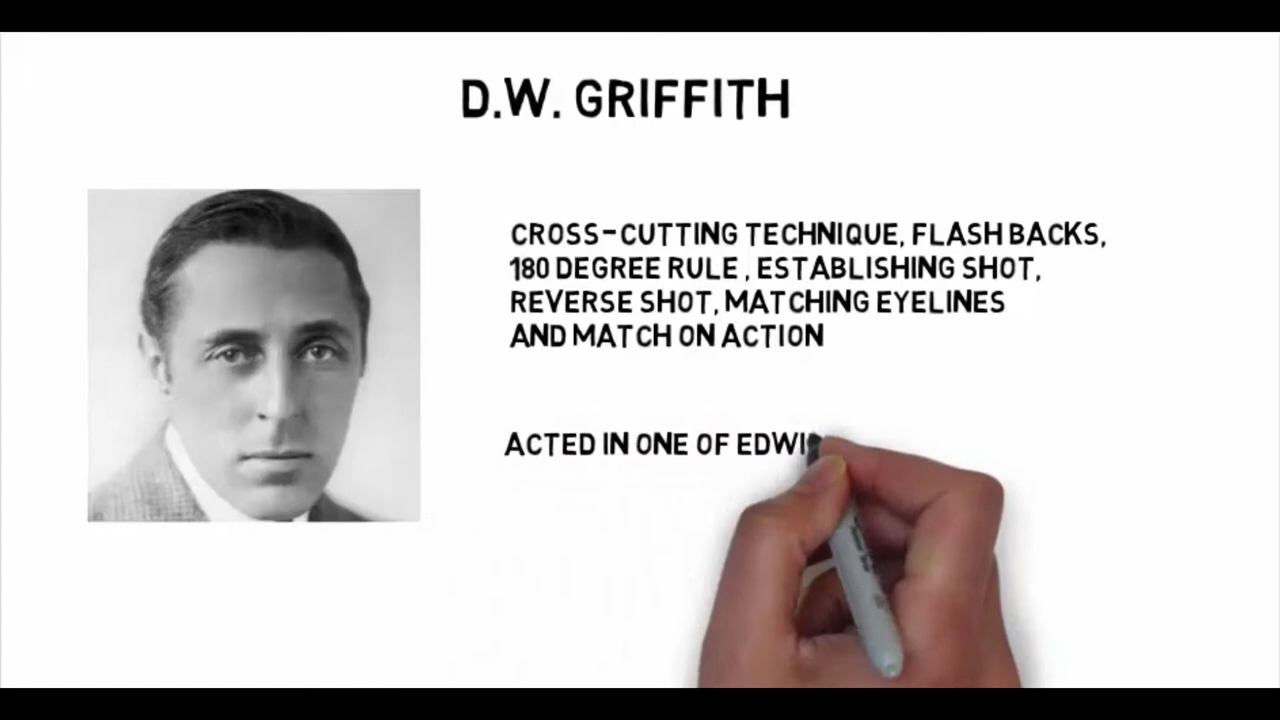 D.W. GRIFFITH
CROSS-CUTTING TECHNIQUE, FLASH BACKS,
180 DEGREE RULE, ESTABLISHING SHOT,
REVERSE SHOT, MATCHING EYELINES
AND MATCH ON ACTION
ACTED IN ONE OF